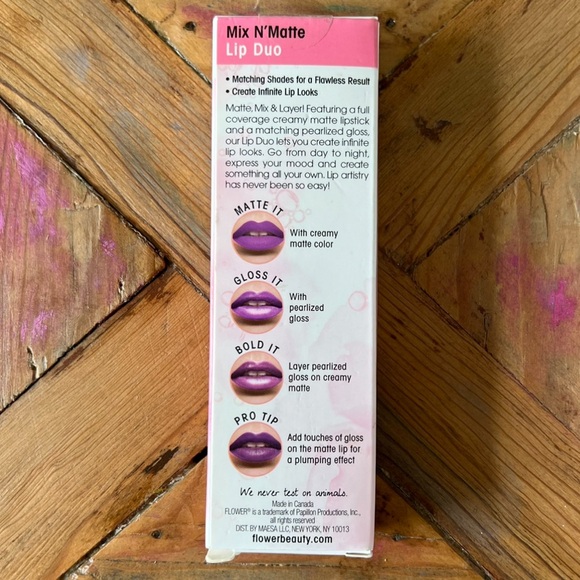 Mix N'Matte
Lip Duo
• Matching Shades for a Flawless Result
• Create Infinite Lip Looks
Matte, Mix & Layer! Featuring a full
coverage creamy matte lipstick
and a matching pearlized gloss,
our Lip Duo lets you create infinite
lip looks. Go from day to night,
express your mood and create
something all your own. Lip artistry
has never been so easy!
MATTE IT
With creamy
matte color
GLOSS IT
With
pearlized
gloss
BOLD IT
Layer pearlized
gloss on creamy
matte
PRO TIP
Add touches of gloss
on the matte lip for
a plumping effect
We never test on animals.
Made in Canada
FLOWER® is a trademark of Papillon Productions, Inc.,
all rights reserved
DIST. BY MAESA LLC, NEW YORK, NY 10013
flowerbeauty.com